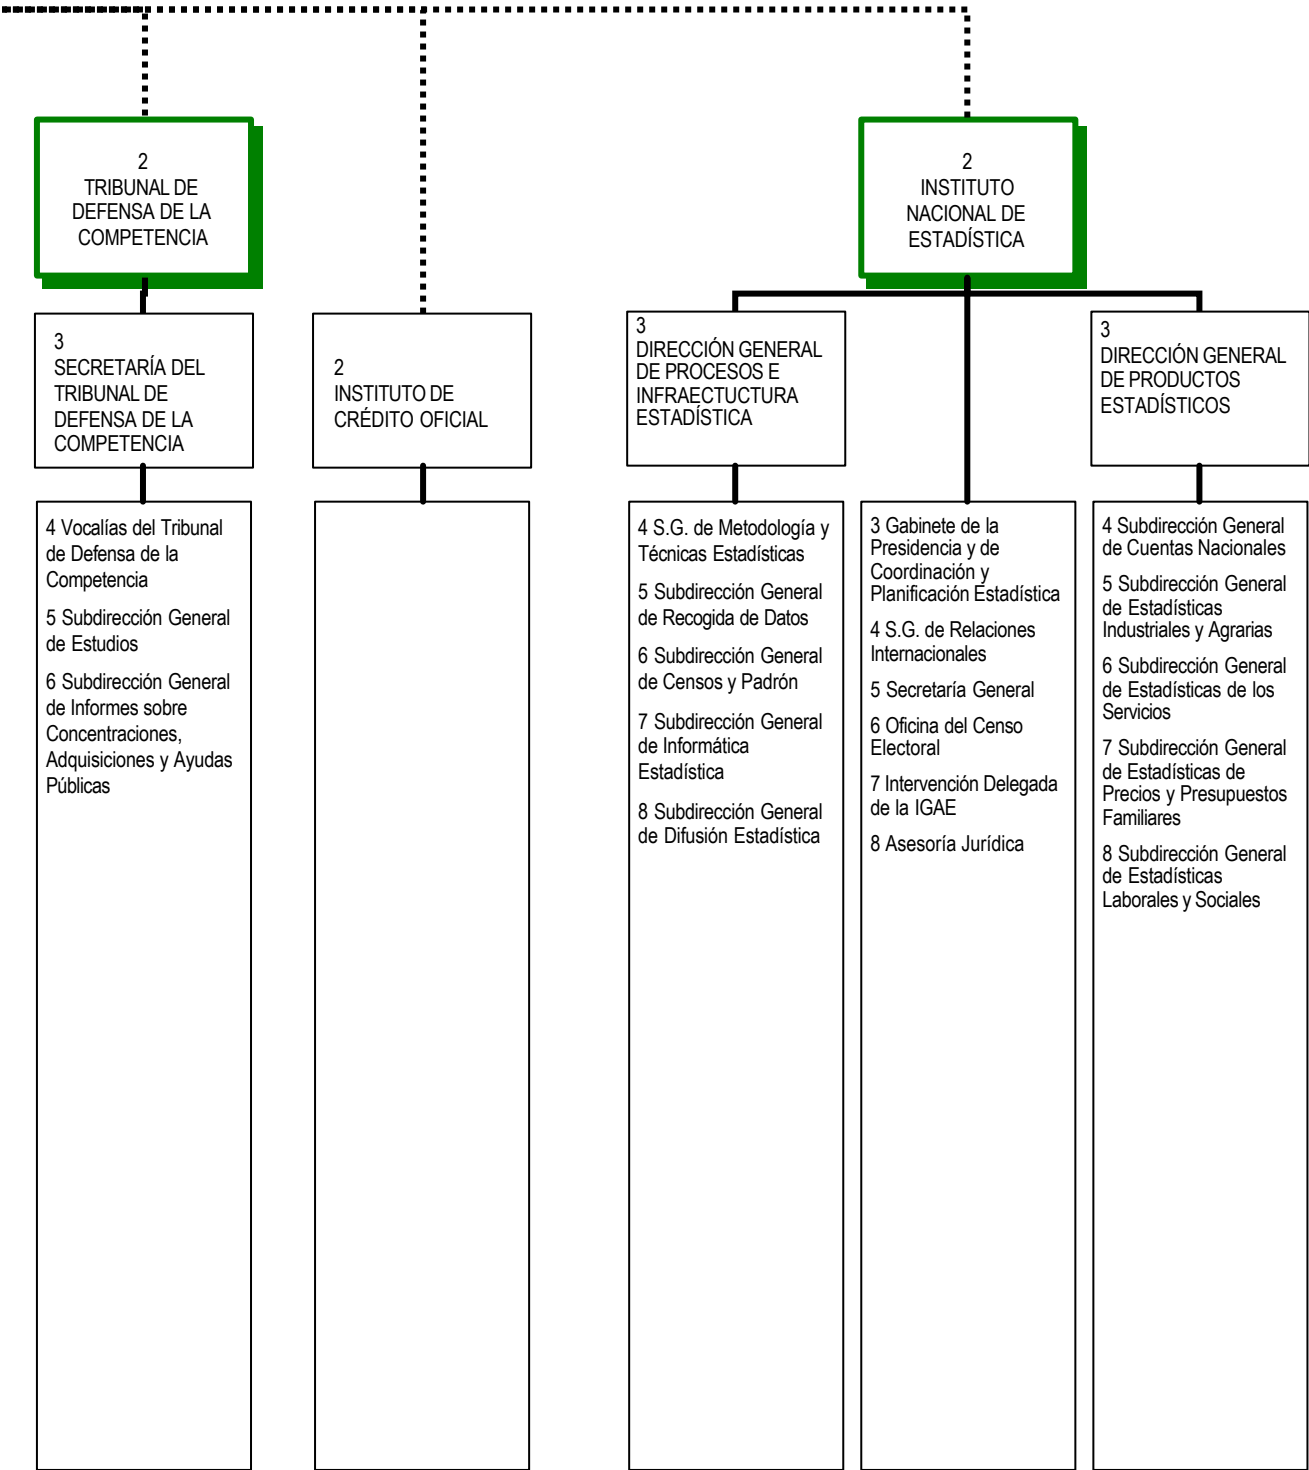 2
TRIBUNAL DE
DEFENSA DE LA
COMPETENCIA
2
INSTITUTO
NACIONAL DE
ESTADÍSTICA
3
SECRETARÍA DEL
TRIBUNAL DE
DEFENSA DE LA
COMPETENCIA
2
INSTITUTO DE
CRÉDITO OFICIAL
3
DIRECCIÓN GENERAL
DE PROCESOS E
INFRAECTUCTURA
ESTADÍSTICA
3
DIRECCIÓN GENERAL
DE PRODUCTOS
ESTADÍSTICOS
4 Vocalías del Tribunal
de Defensa de la
Competencia
5 Subdirección General
de Estudios
6 Subdirección General
de Informes sobre
Concentraciones,
Adquisiciones y Ayudas
Públicas
4 S.G. de Metodología y
Técnicas Estadísticas
5 Subdirección General
de Recogida de Datos
6 Subdirección General
de Censos y Padrón
7 Subdirección General
de Informática
Estadística
8 Subdirección General
de Difusión Estadística
3 Gabinete de la
Presidencia y de
Coordinación y
Planificación Estadística
4 S.G. de Relaciones
Internacionales
5 Secretaría General
6 Oficina del Censo
Electoral
7 Intervención Delegada
de la IGAE
8 Asesoría Jurídica
4 Subdirección General
de Cuentas Nacionales
5 Subdirección General
de Estadísticas
Industriales y Agrarias
6 Subdirección General
de Estadísticas de los
Servicios
7 Subdirección General
de Estadísticas de
Precios y Presupuestos
Familiares
8 Subdirección General
de Estadísticas
Laborales y Sociales